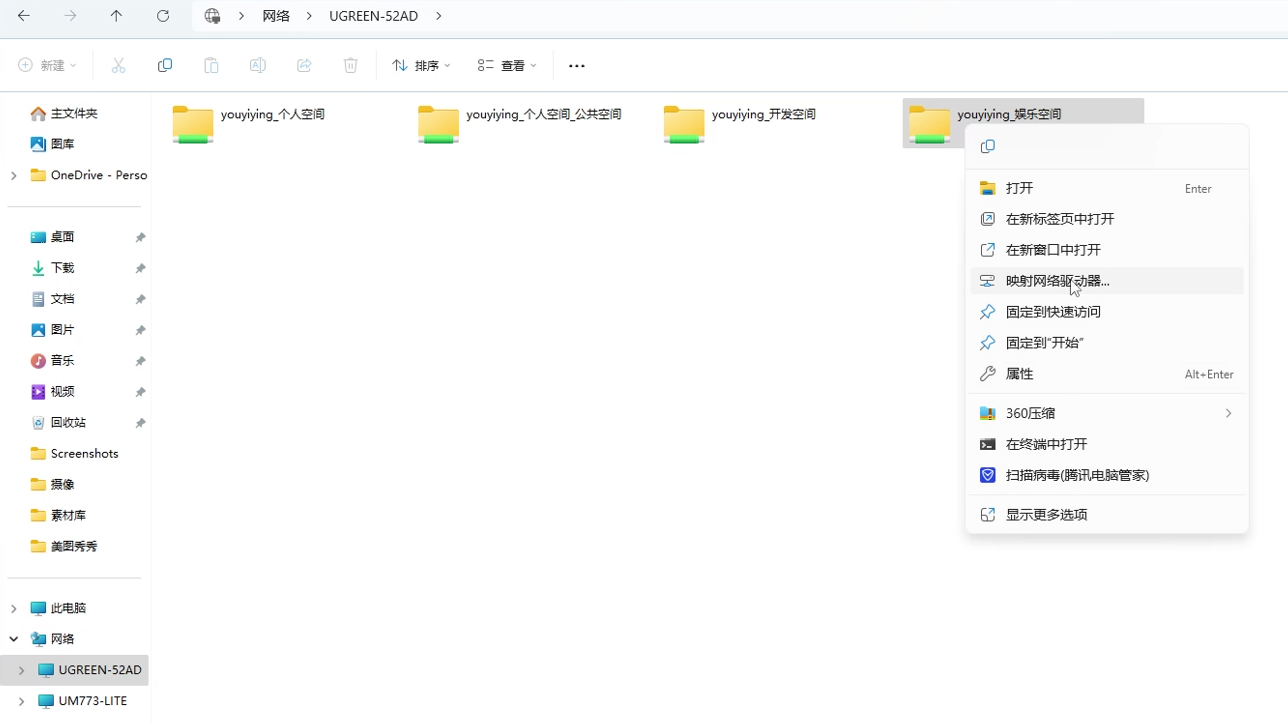 网络 UGREEN-52AD
新建 排序 查看
主文件夹
图库
OneDrive - Perso
桌面
下载
文档
图片
音乐
视频
回收站
Screenshots
摄像
素材库
美图秀秀
此电脑
网络
UGREEN-52AD
UM773-LITE
youyiying_个人空间
youyiying_个人空间_公共空间
youyiying_开发空间
youyiying_娱乐空间
打开 Enter
在新标签页中打开
在新窗口中打开
映射网络驱动器...
固定到快速访问
固定到"开始"
属性 Alt+Enter
360压缩
在终端中打开
扫描病毒(腾讯电脑管家)
显示更多选项